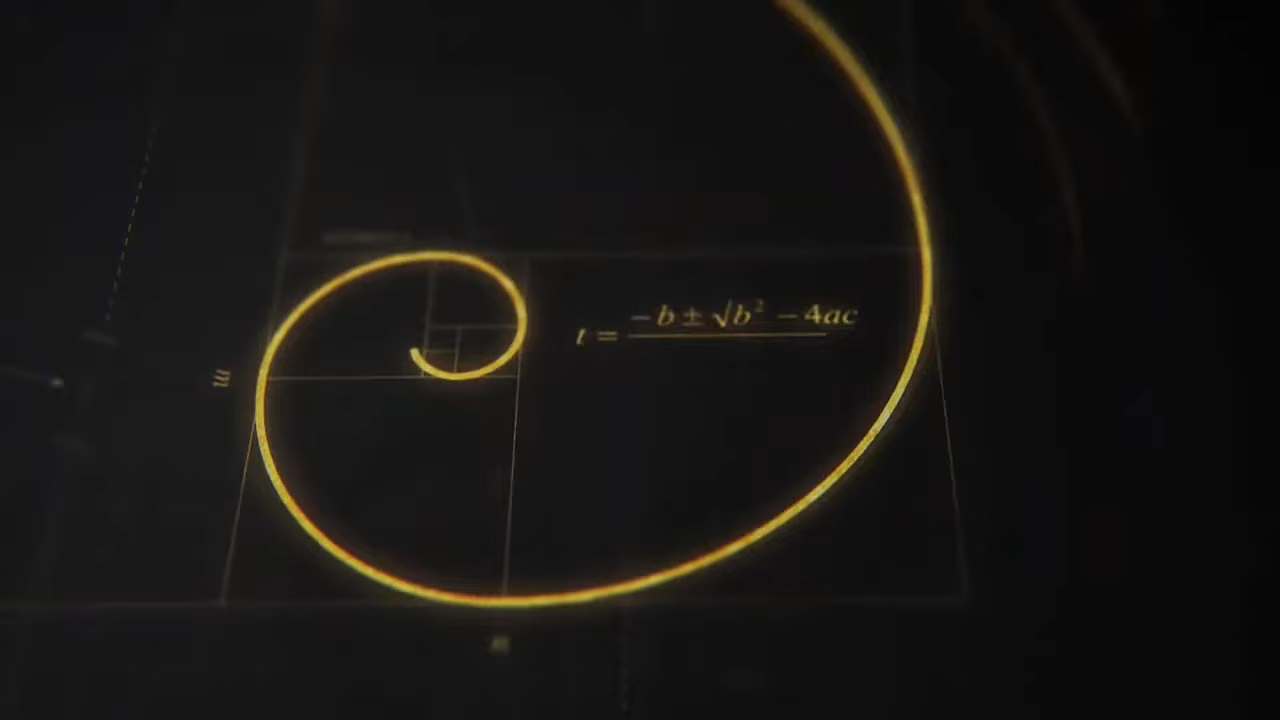 t = -b ± √b² - 4ac
m